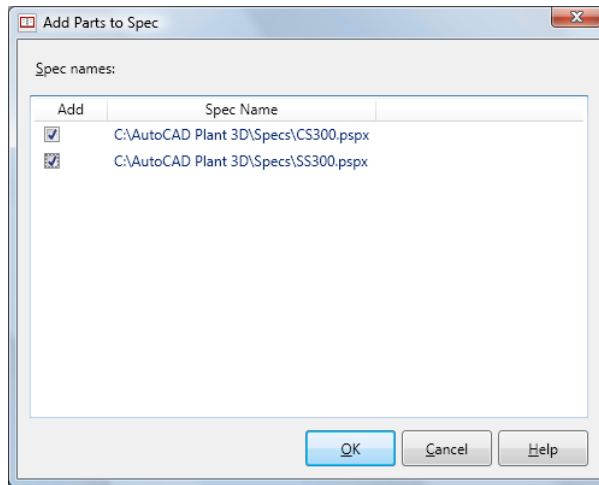 Add Parts to Spec
Spec names:
Add Spec Name
C:\AutoCAD Plant 3D\Specs\CS300.pspx
C:\AutoCAD Plant 3D\Specs\SS300.pspx
OK Cancel Help